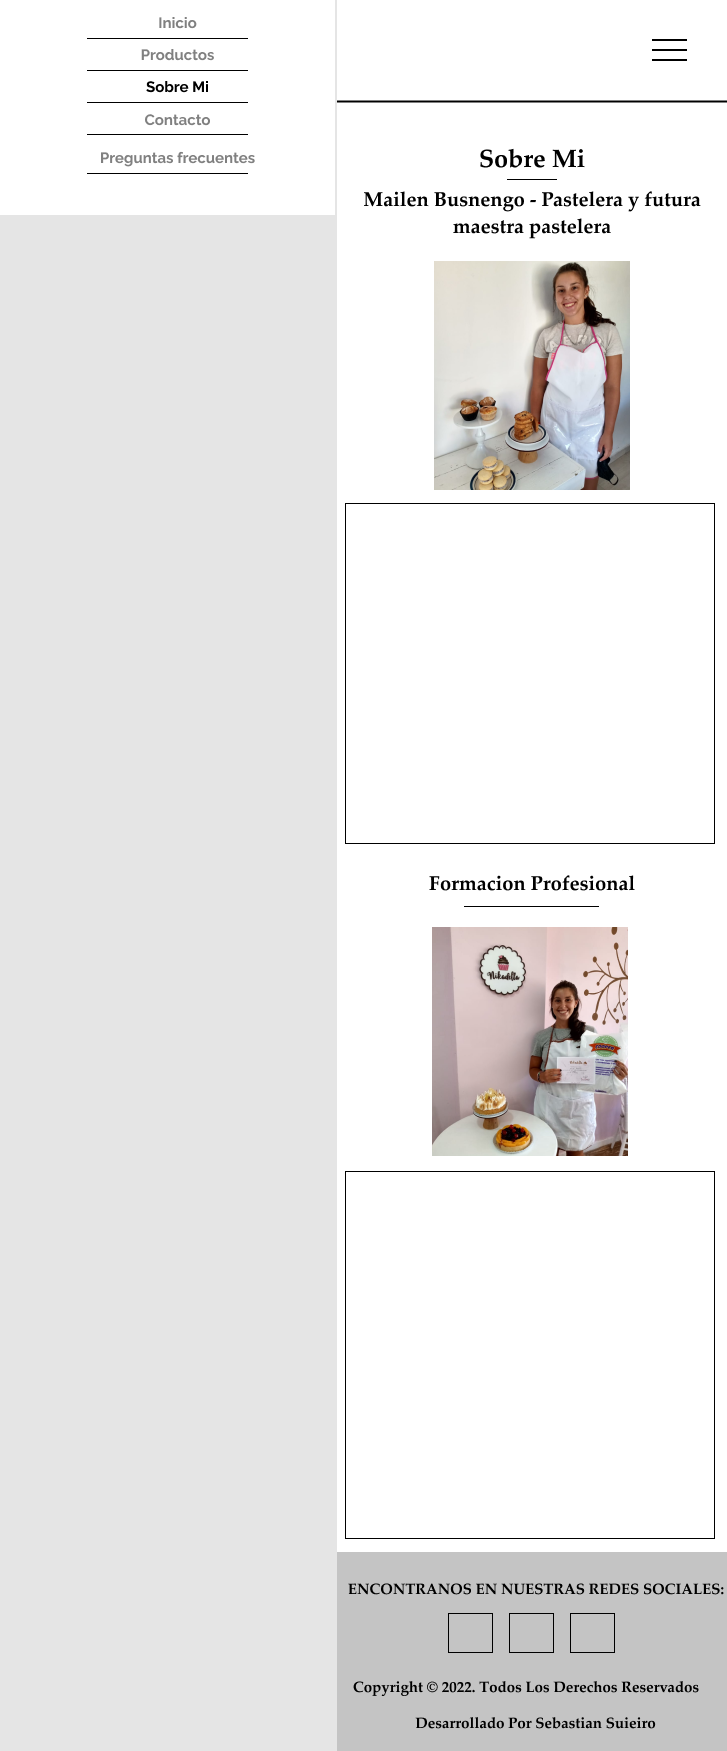 Inicio
Productos
Sobre Mi
Contacto
Preguntas frecuentes
Sobre Mi
Mailen Busnengo - Pastelera y futura
maestra pastelera
Formacion Profesional
Nikadilla
ENCONTRANOS EN NUESTRAS REDES SOCIALES:
Copyright © 2022. Todos Los Derechos Reservados
Desarrollado Por Sebastian Suieiro